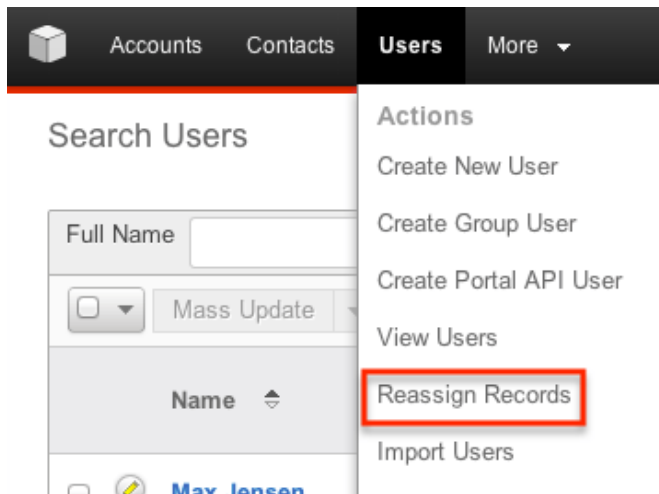 Accounts Contacts Users More
Search Users
Actions
Create New User
Full Name
Create Group User
Create Portal API User
Mass Update
View Users
Name
Reassign Records
Import Users
Max Jensen